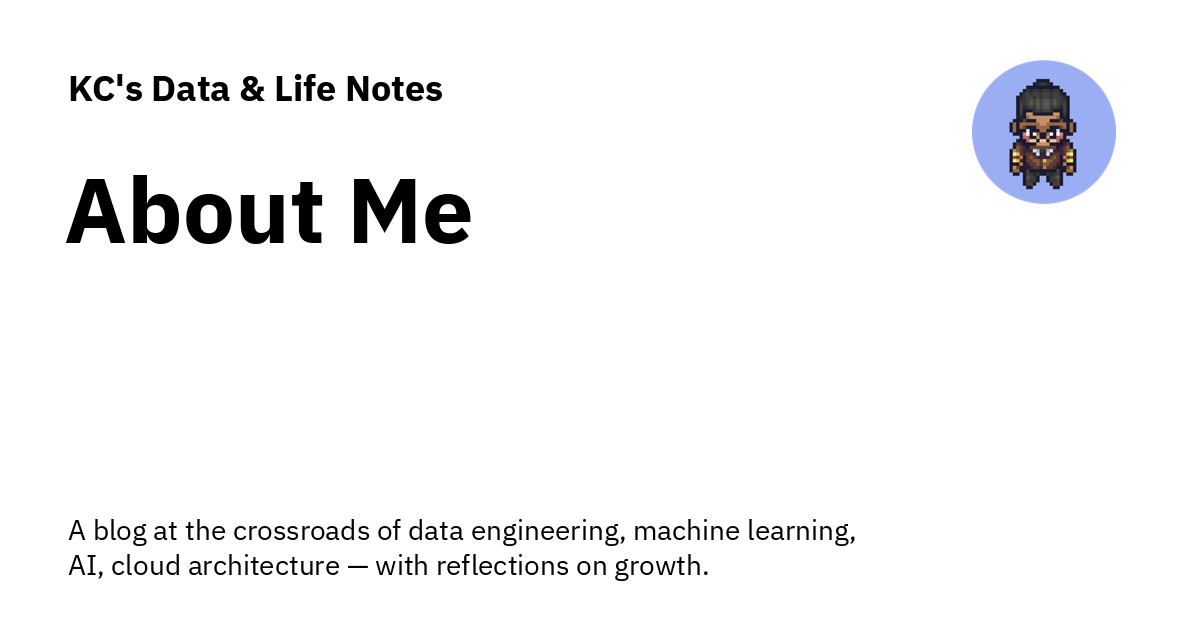 KC's Data & Life Notes
About Me
A blog at the crossroads of data engineering, machine learning,
AI, cloud architecture — with reflections on growth.